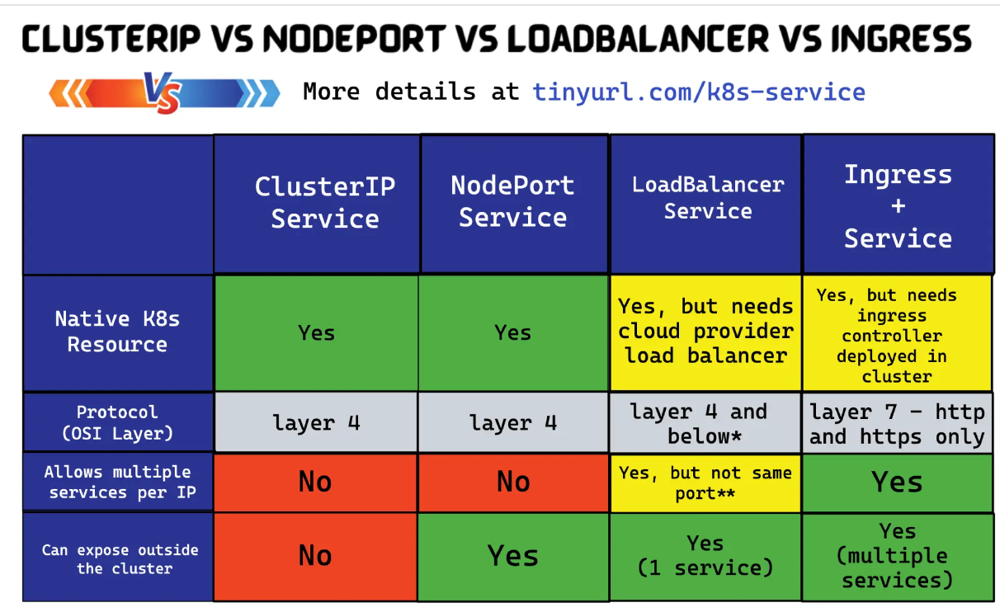 CLUSTERIP VS NODEPORT VS LOADBALANCER VS INGRESS
VS
More details at tinyurl.com/k8s-service
ClusterIP
Service
NodePort
Service
LoadBalancer
Service
Ingress
+
Service
Native K8s
Resource
Yes
Yes
Yes, but needs
cloud provider
load balancer
Yes, but needs
ingress
controller
deployed in
cluster
Protocol
(OSI Layer)
layer 4
layer 4
layer 4 and
below*
layer 7 - http
and https only
Allows multiple
services per IP
No
No
Yes, but not same
port**
Yes
Can expose outside
the cluster
No
Yes
Yes
(1 service)
Yes
(multiple
services)